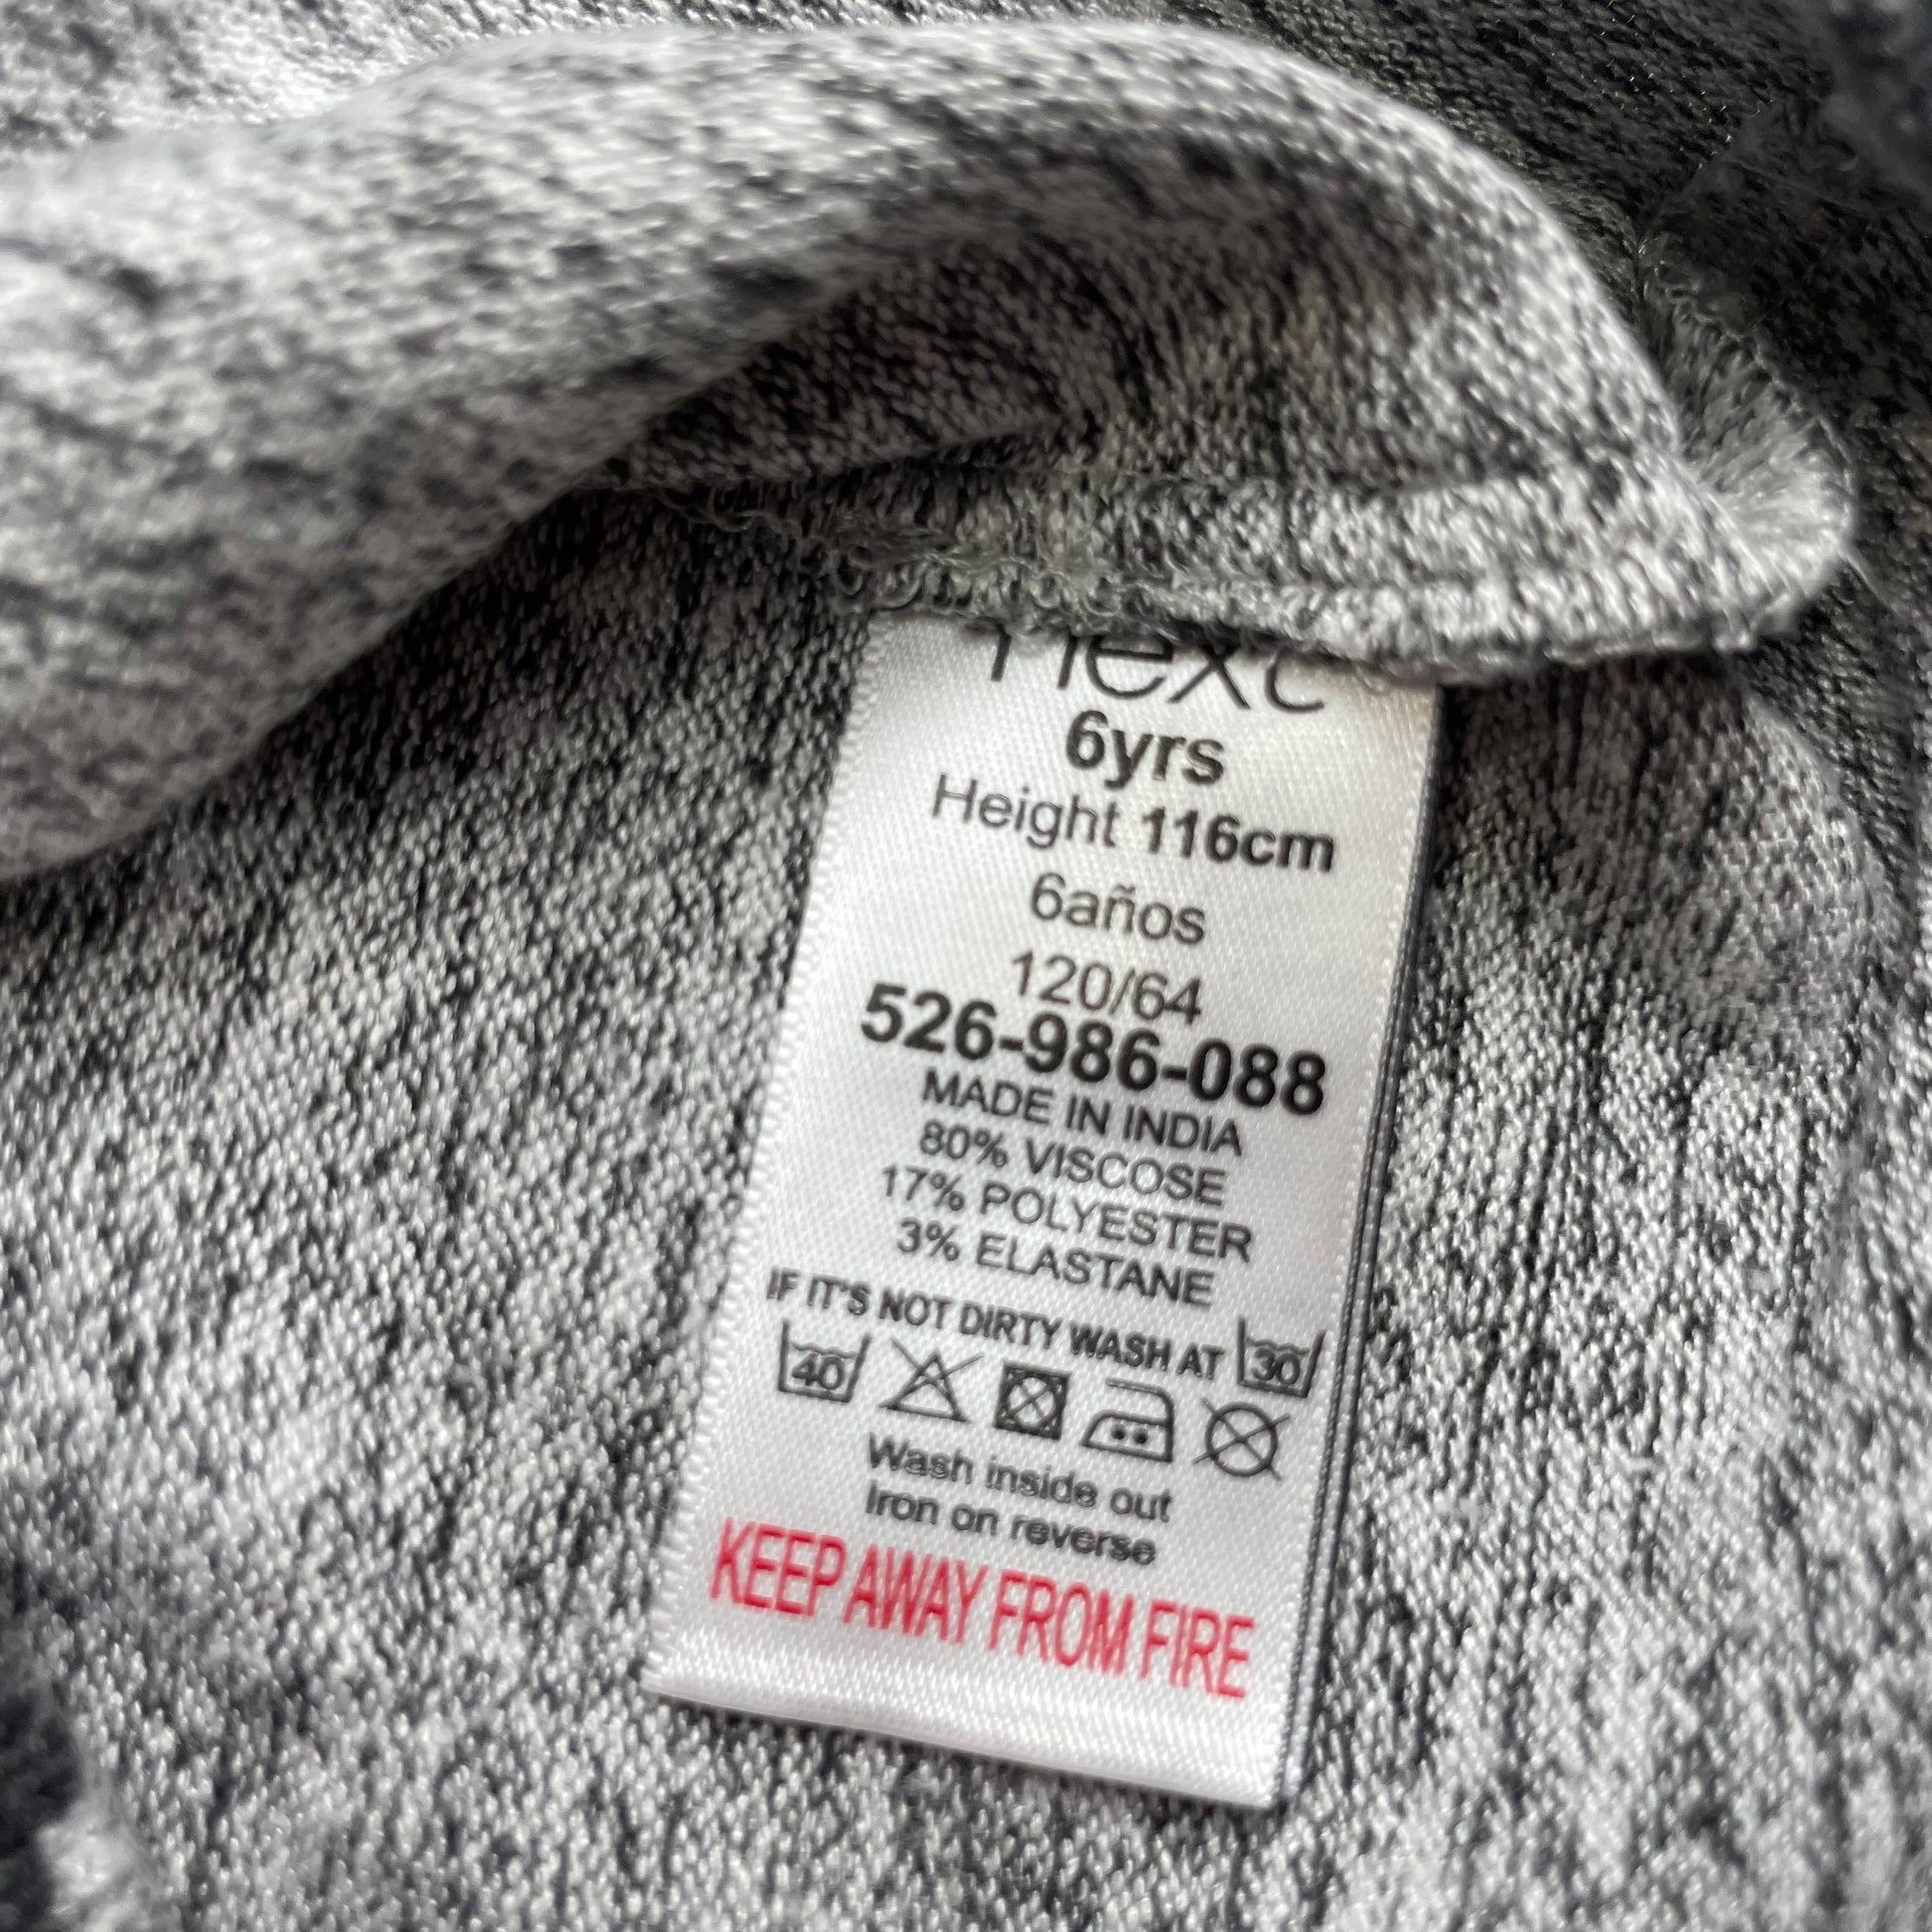 next
6yrs
Height 116cm
6años
120/64
526-986-088
MADE IN INDIA
80% VISCOSE
17% POLYESTER
3% ELASTANE
IF IT'S NOT DIRTY WASH AT 30
40
Wash inside out
Iron on reverse
KEEP AWAY FROM FIRE